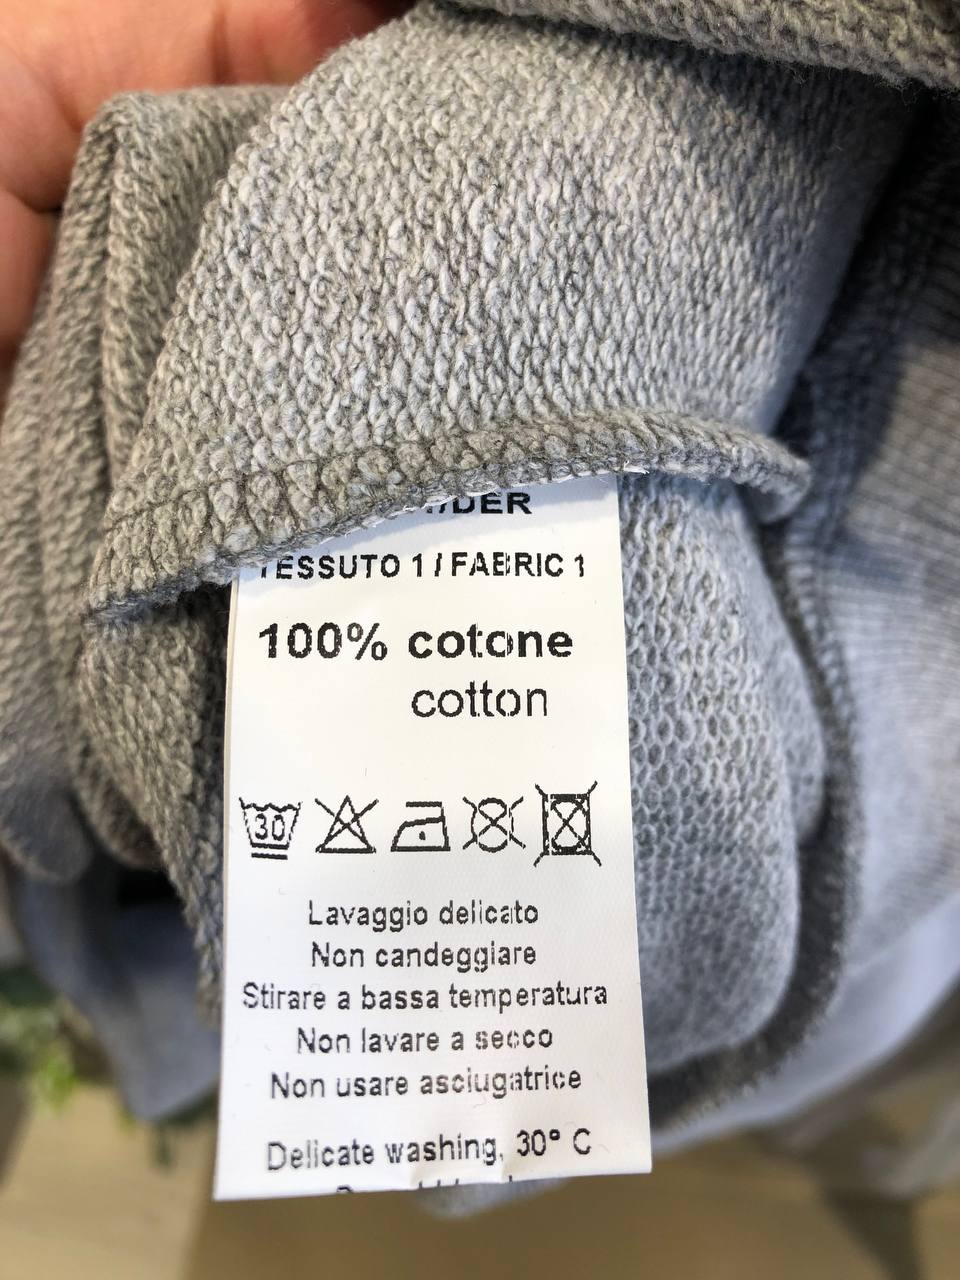 TESSUTO 1 / FABRIC 1
100% cotone
cotton
30
Lavaggio delicato
Non candeggiare
Stirare a bassa temperatura
Non lavare a secco
Non usare asciugatrice
Delicate washing, 30° C